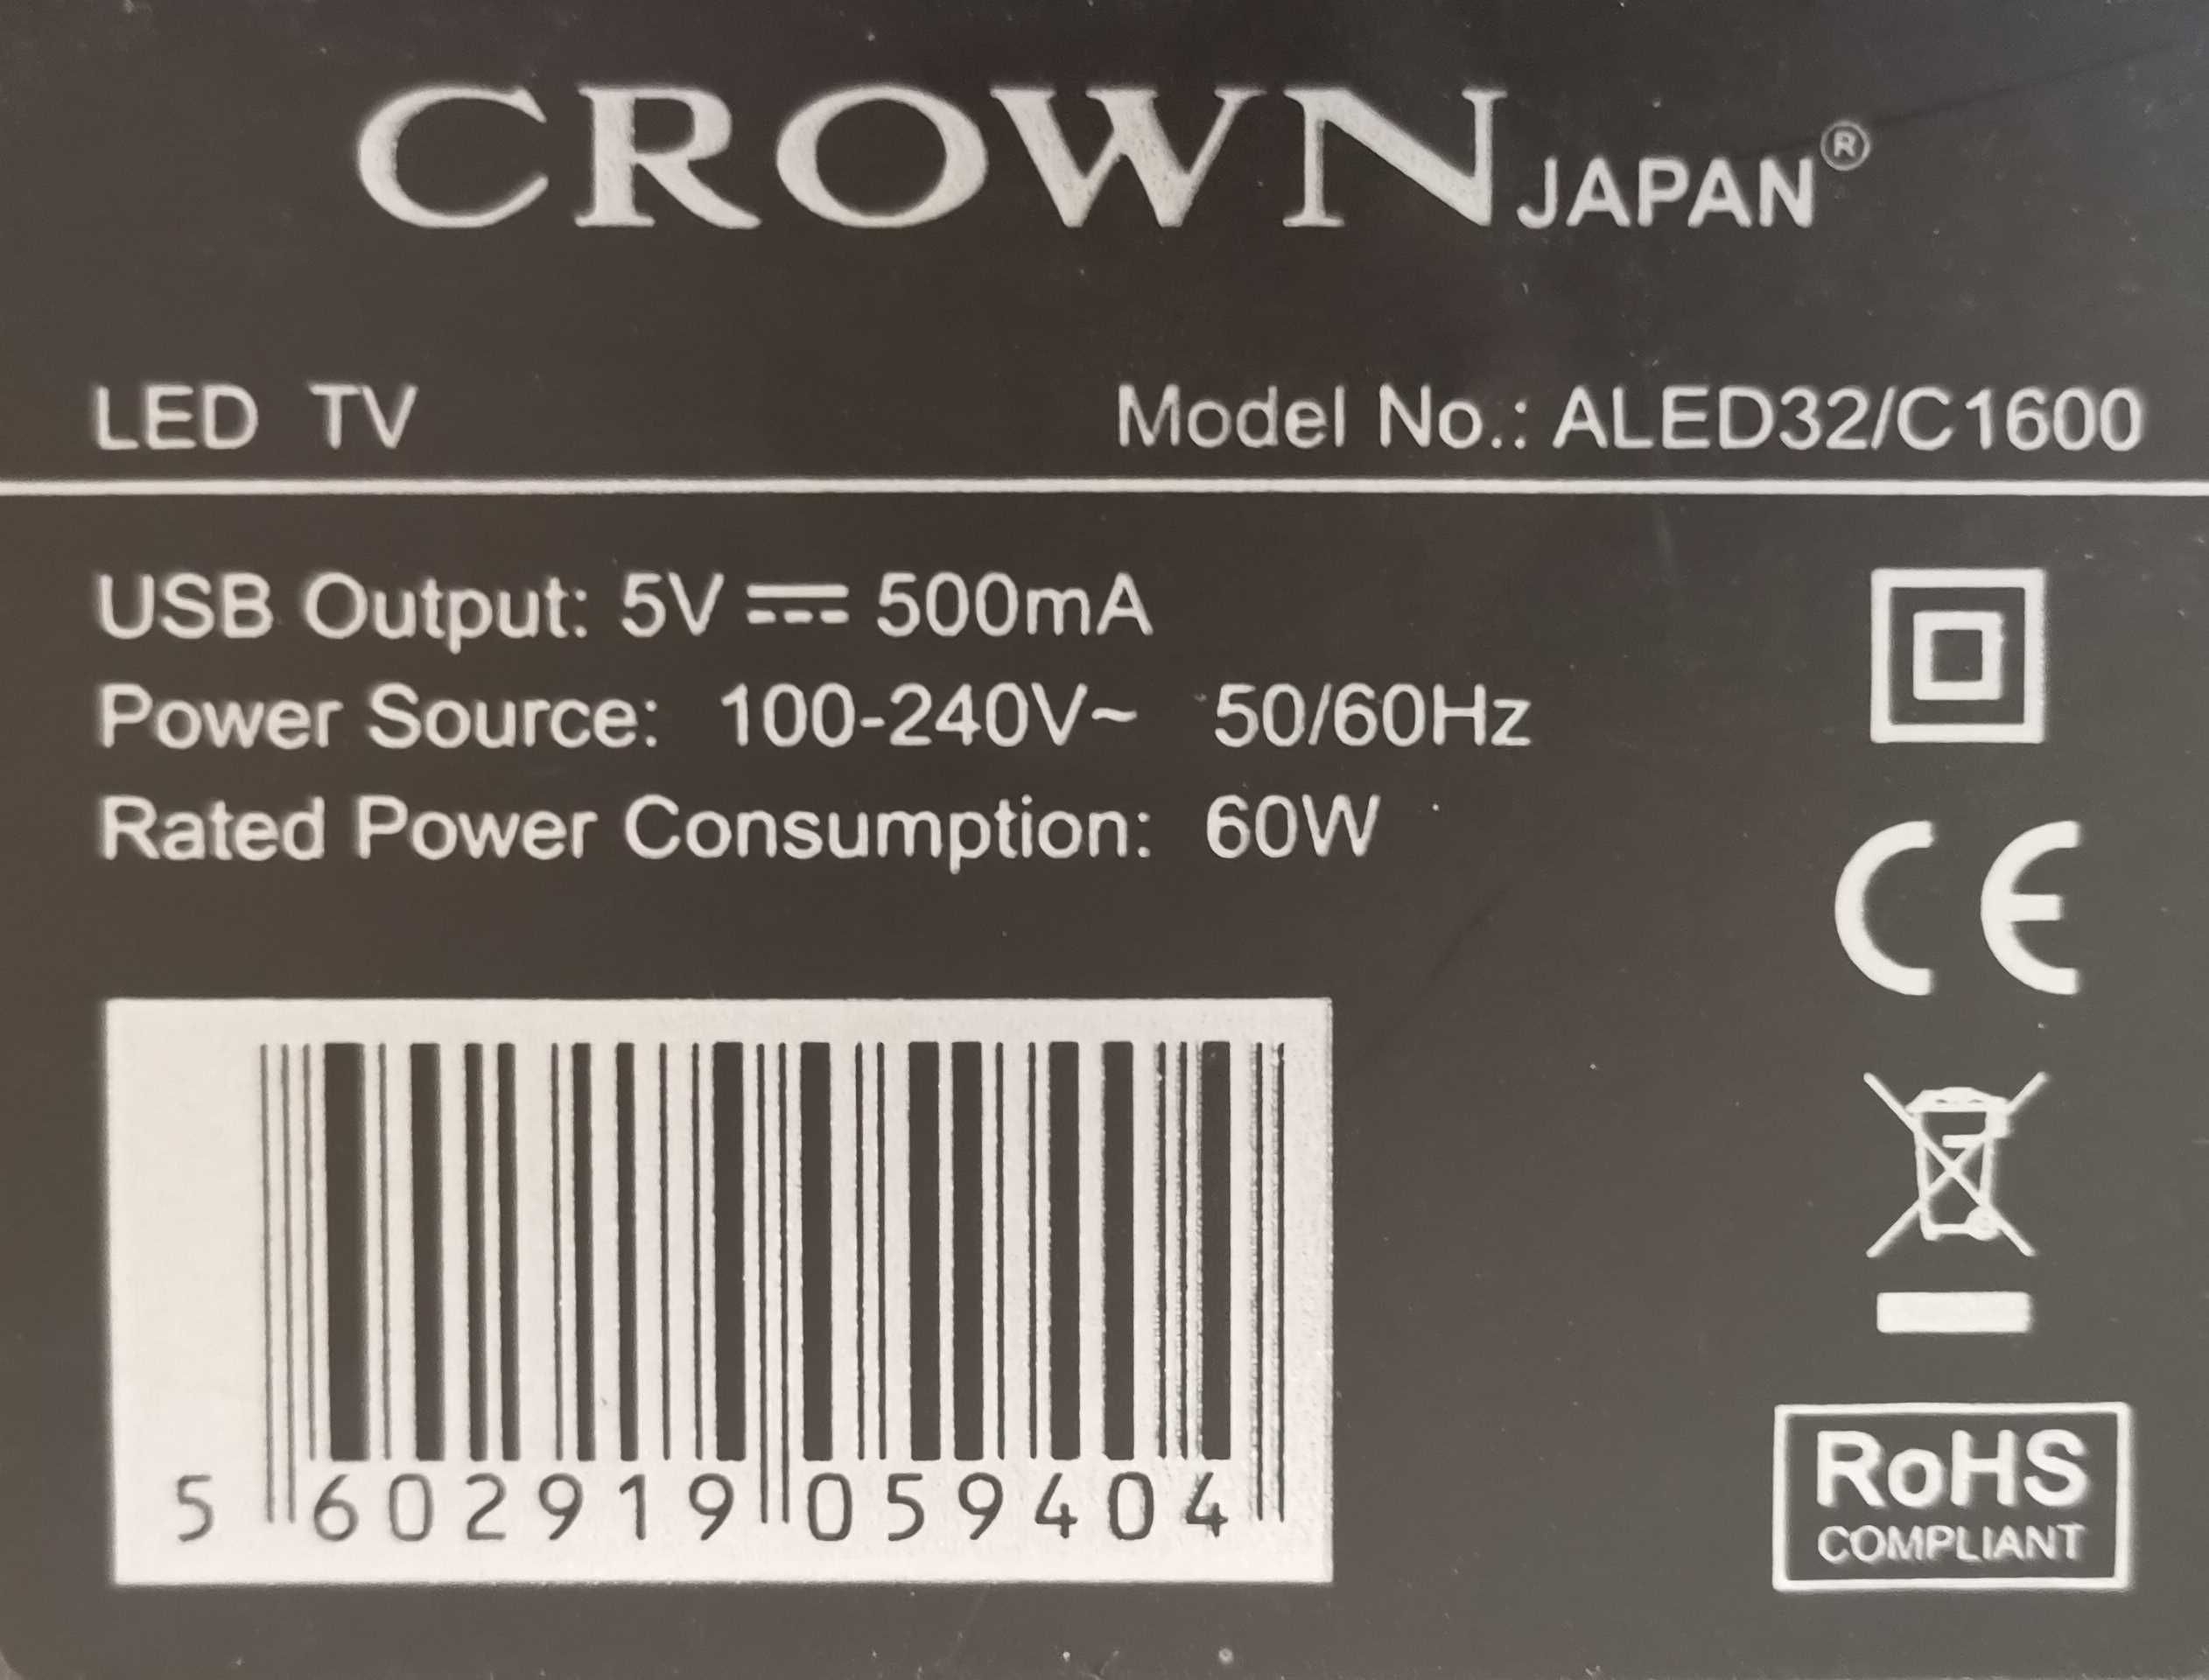 CROWN JAPAN®
LED TV Model No.: ALED32/C1600
USB Output: 5V ⎓ 500mA
Power Source: 100-240V~ 50/60Hz
Rated Power Consumption: 60W
CE
5 602919 059404
RoHS
COMPLIANT